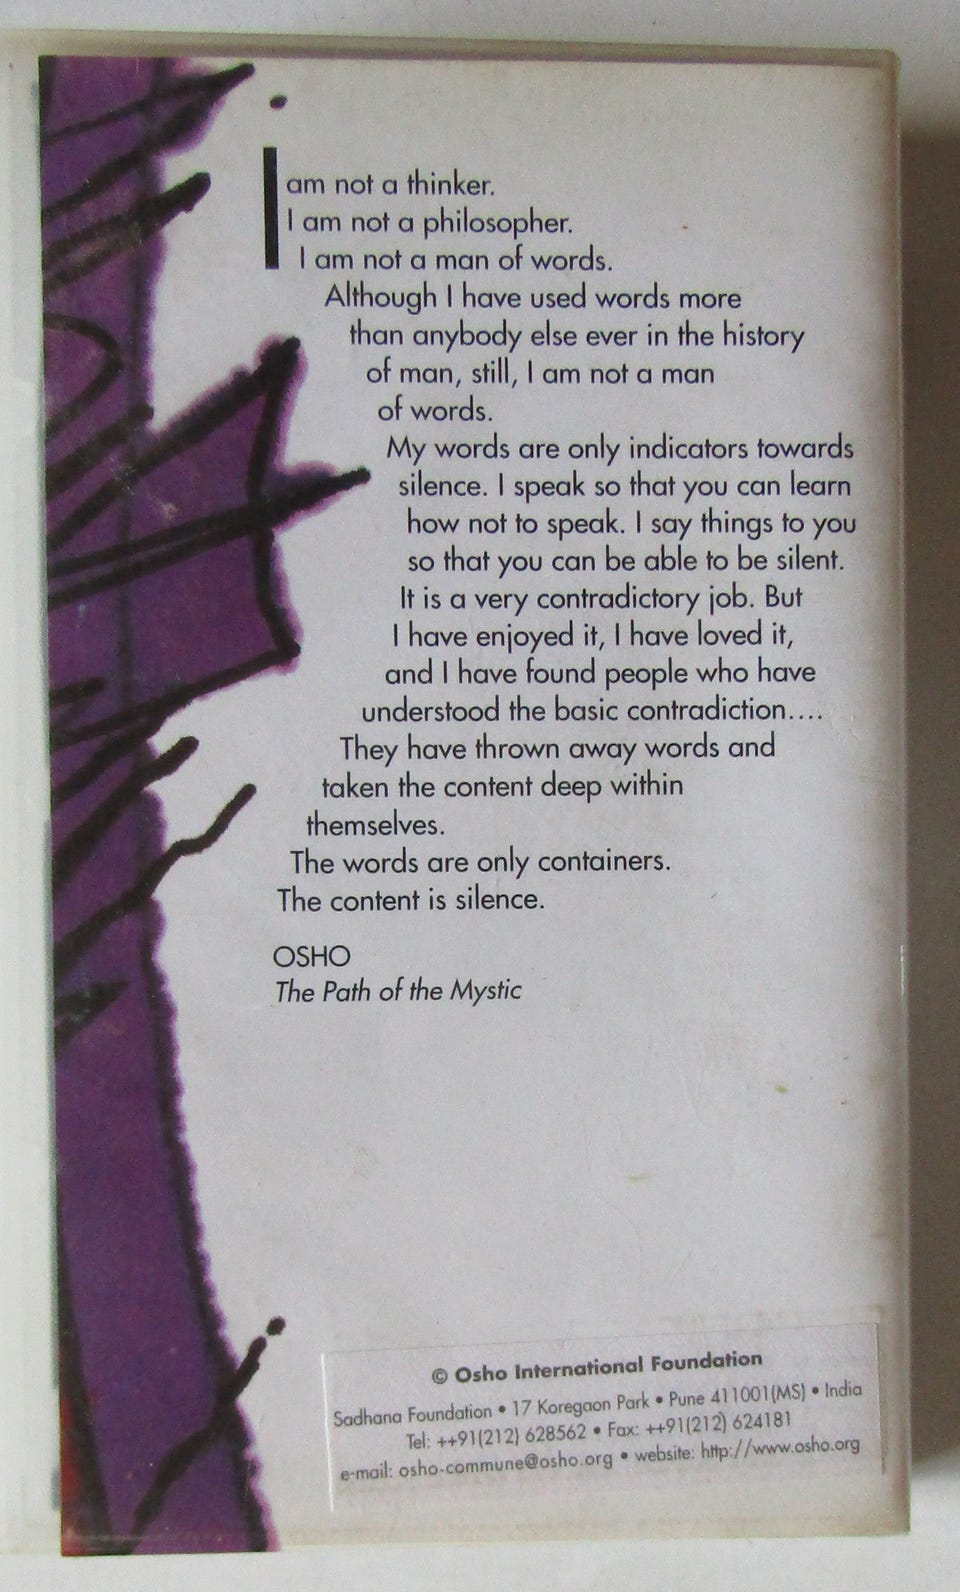 I am not a thinker.
I am not a philosopher.
I am not a man of words.
Although I have used words more
than anybody else ever in the history
of man, still, I am not a man
of words.
My words are only indicators towards
silence. I speak so that you can learn
how not to speak. I say things to you
so that you can be able to be silent.
It is a very contradictory job. But
I have enjoyed it, I have loved it,
and I have found people who have
understood the basic contradiction....
They have thrown away words and
taken the content deep within
themselves.
The words are only containers.
The content is silence.
OSHO
The Path of the Mystic
© Osho International Foundation
Sadhana Foundation • 17 Koregaon Park • Pune 411001(MS) • India
Tel: ++91(212) 628562 • Fax: ++91(212) 624181
e-mail: osho-commune@osho.org • website: http://www.osho.org